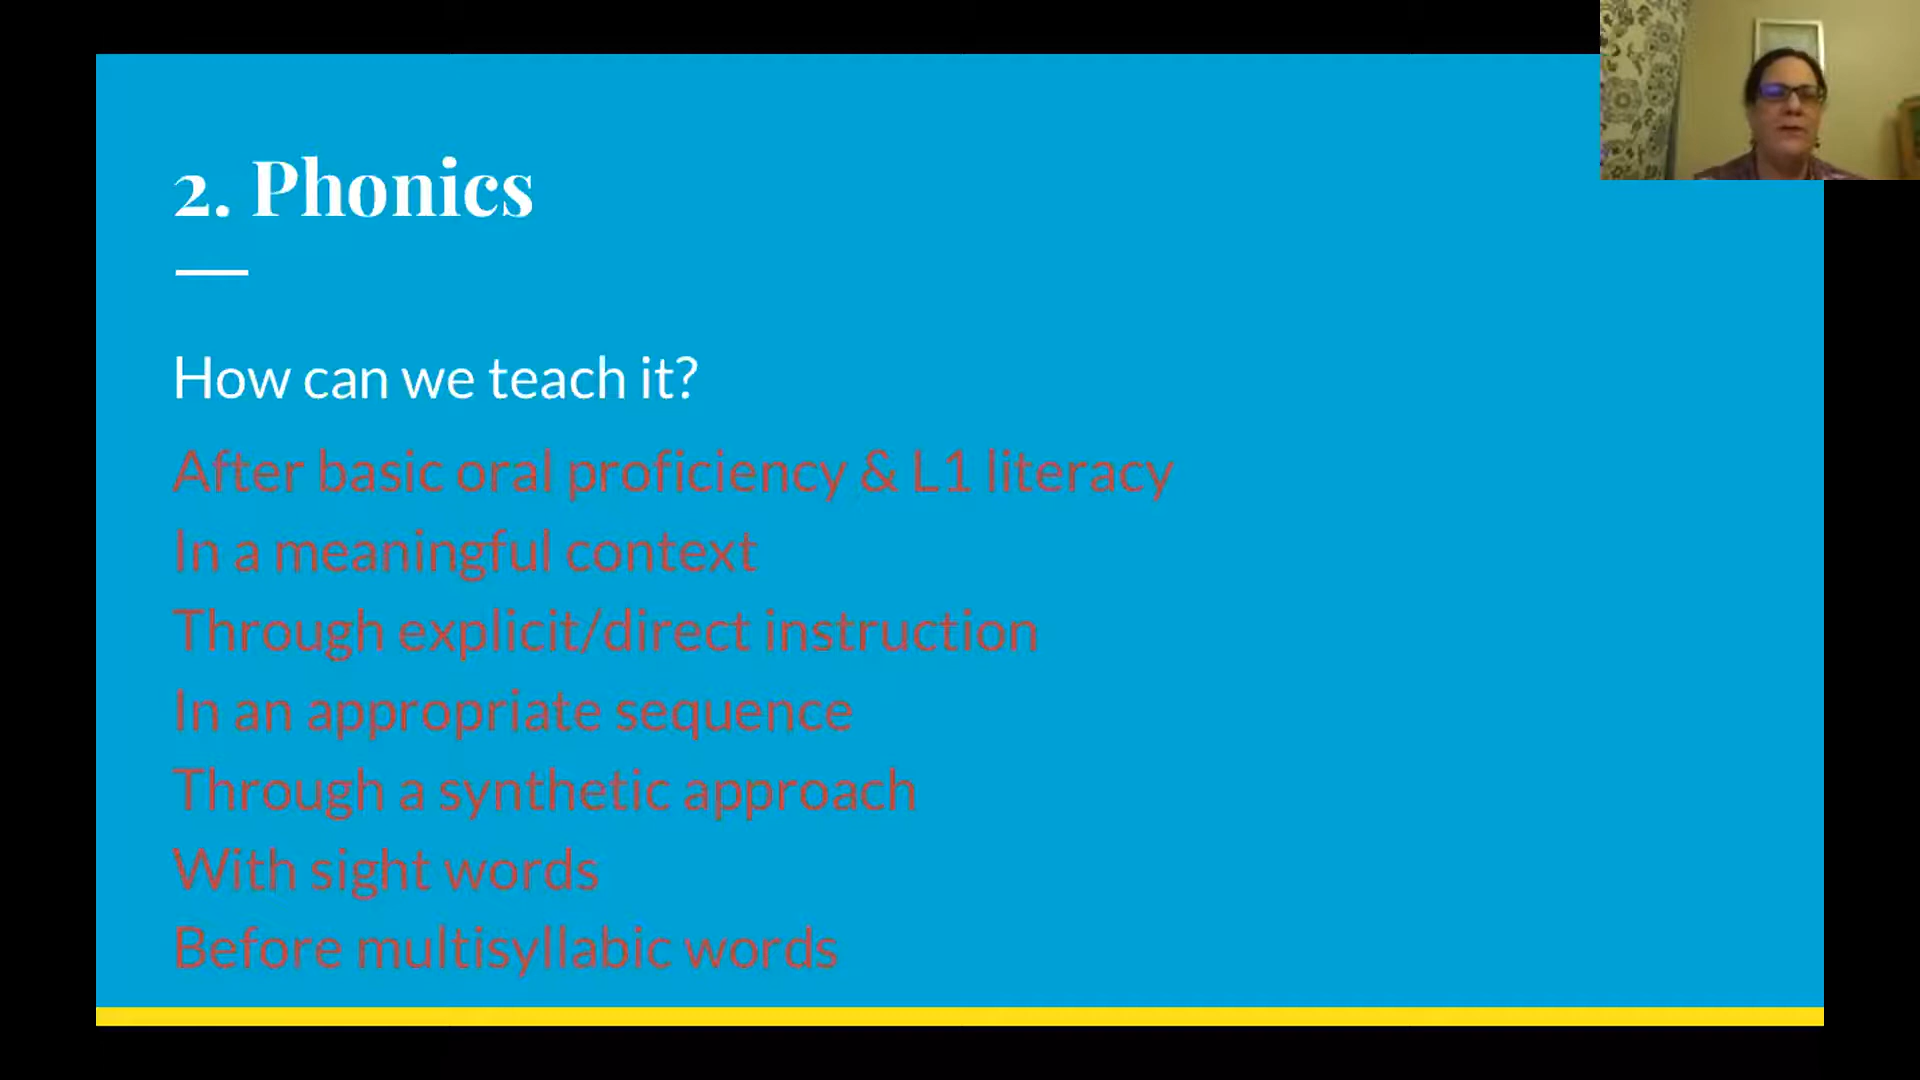 2. Phonics
How can we teach it?
After basic oral proficiency & L1 literacy
In a meaningful context
Through explicit/direct instruction
In an appropriate sequence
Through a synthetic approach
With sight words
Before multisyllabic words